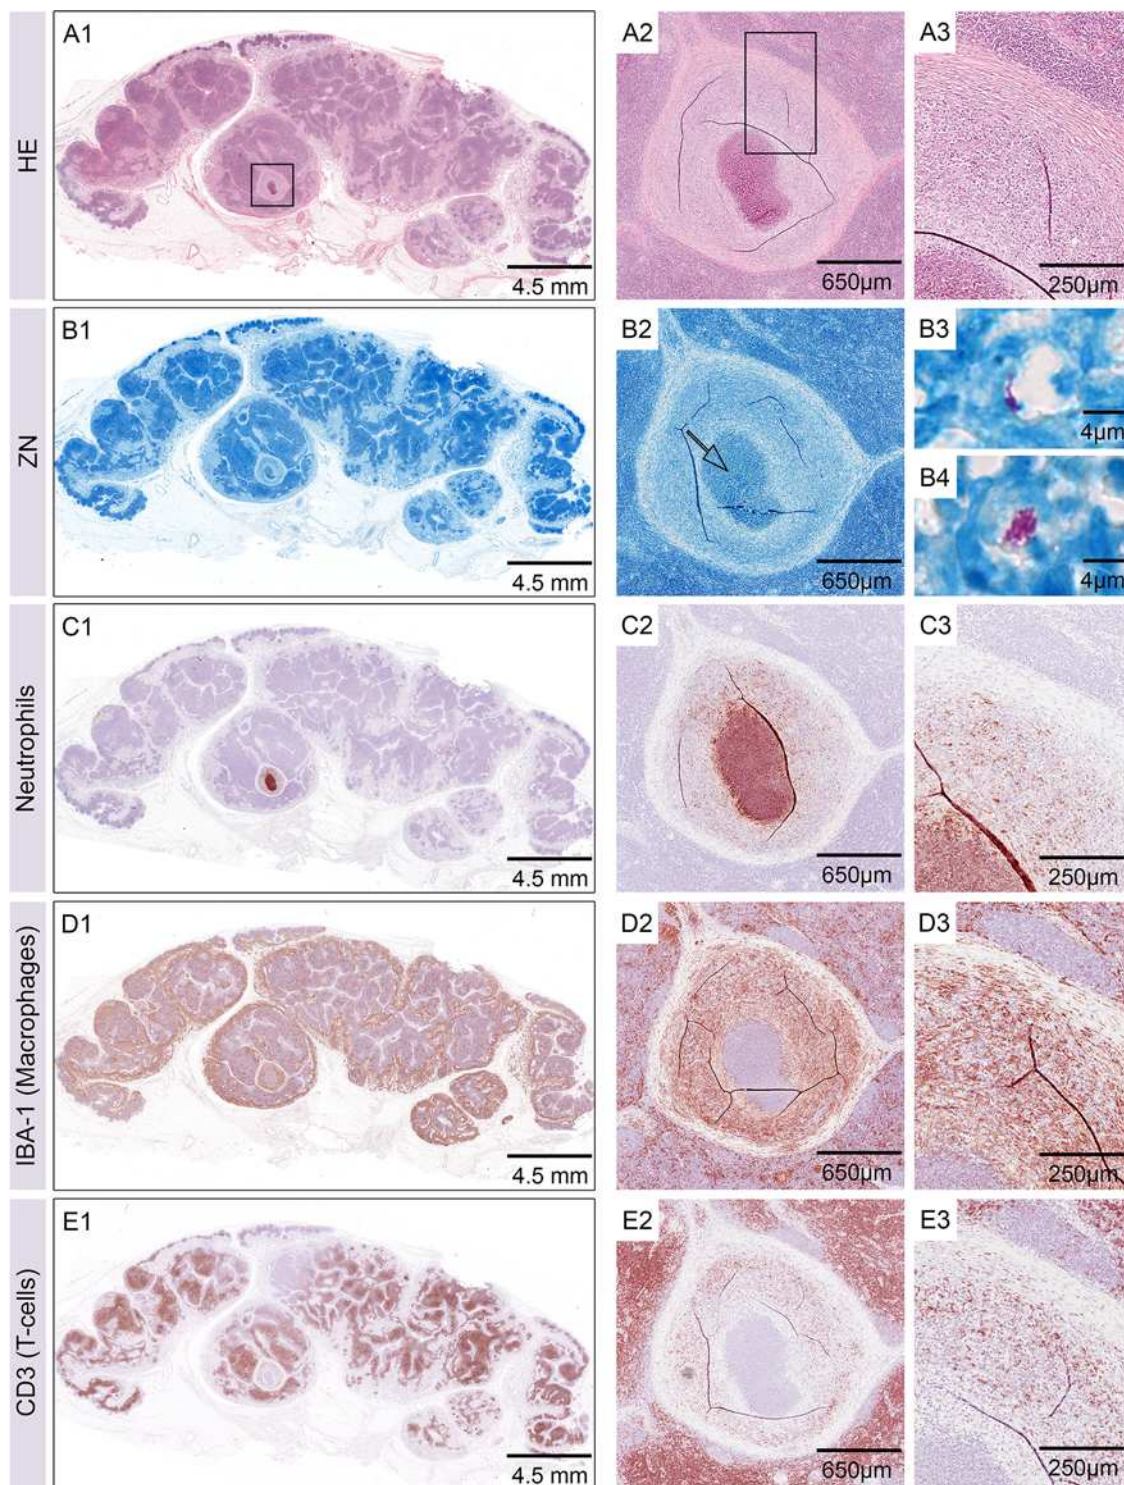 HE
A1
4.5 mm
A2
650µm
A3
250µm
ZN
B1
4.5 mm
B2
650µm
B3
4µm
B4
4µm
Neutrophils
C1
4.5 mm
C2
650µm
C3
250µm
IBA-1 (Macrophages)
D1
4.5 mm
D2
650µm
D3
250µm
CD3 (T-cells)
E1
4.5 mm
E2
650µm
E3
250µm